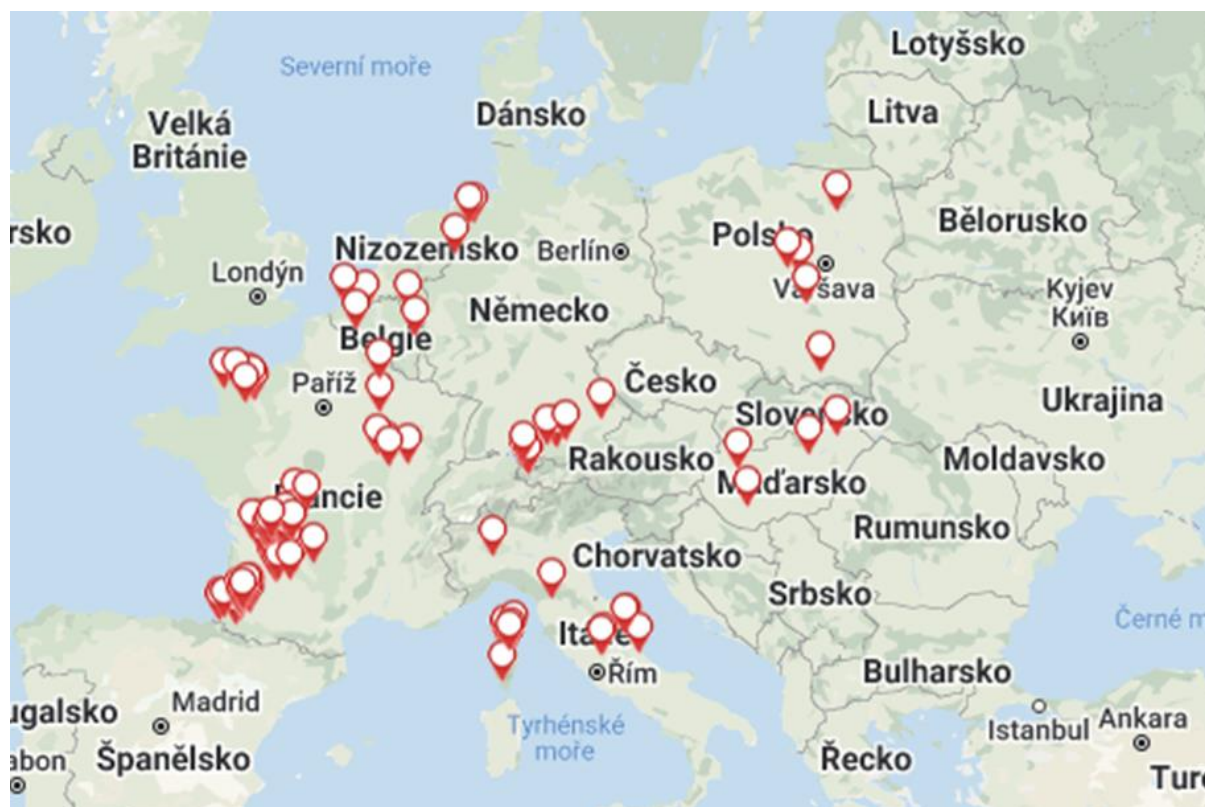 Lotyšsko
Severní moře
Dánsko
Litva
Velká
Británie
rsko
Polsko
Bělorusko
Nizozemsko
Berlín
Londýn
Varšava
Kyjev
Київ
Německo
Belgie
Paříž
Česko
Ukrajina
Slovensko
Rakousko
Moldavsko
Maďarsko
Francie
Rumunsko
Chorvatsko
Srbsko
Itálie
Černé m
Řím
Bulharsko
ugalsko
Madrid
Tyrhénské
moře
Istanbul
Ankara
abon
Španělsko
Řecko
Ture